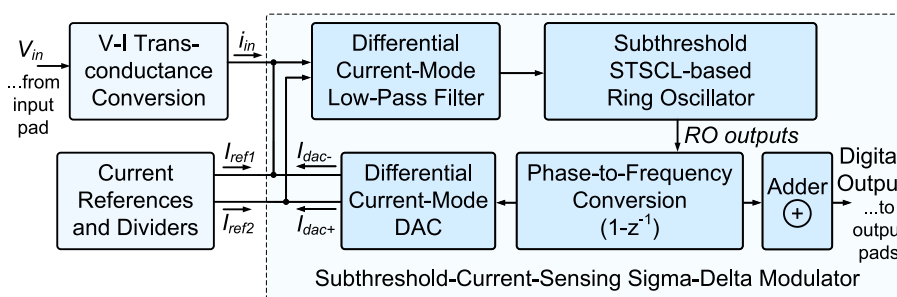 V-I Trans-
conductance
Conversion
V_in
...from
input
pad
i_in
Differential
Current-Mode
Low-Pass Filter
Subthreshold
STSCL-based
Ring Oscillator
RO outputs
Current
References
and Dividers
I_ref1
I_ref2
I_dac-
I_dac+
Differential
Current-Mode
DAC
Phase-to-Frequency
Conversion
(1-z^-1)
Adder
+
Digital
Output
...to
output
pads
Subthreshold-Current-Sensing Sigma-Delta Modulator